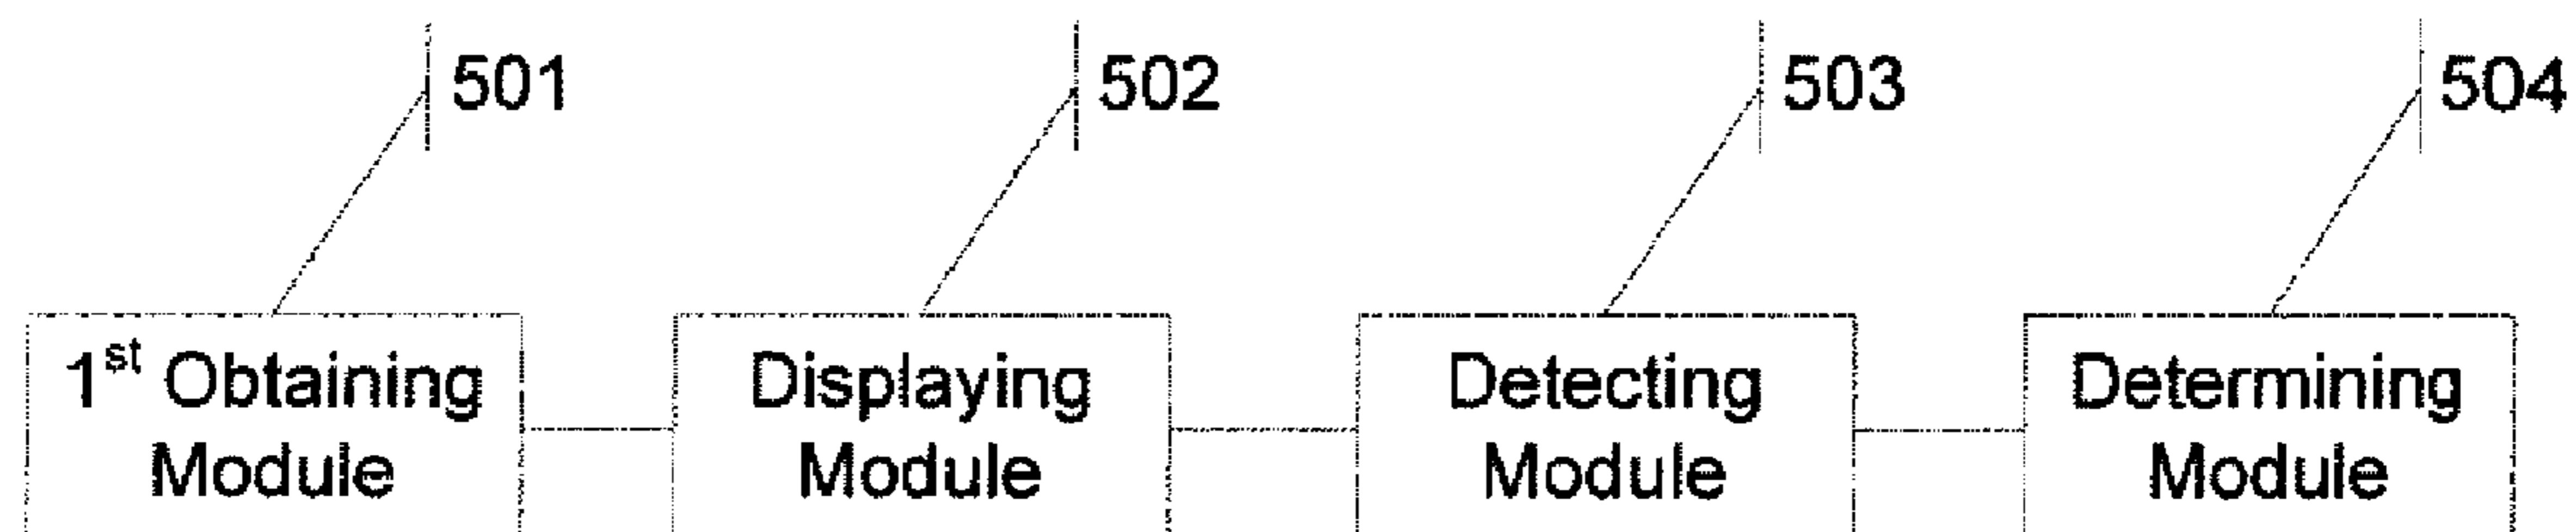 501
502
503
504
1st Obtaining
Module
Displaying
Module
Detecting
Module
Determining
Module